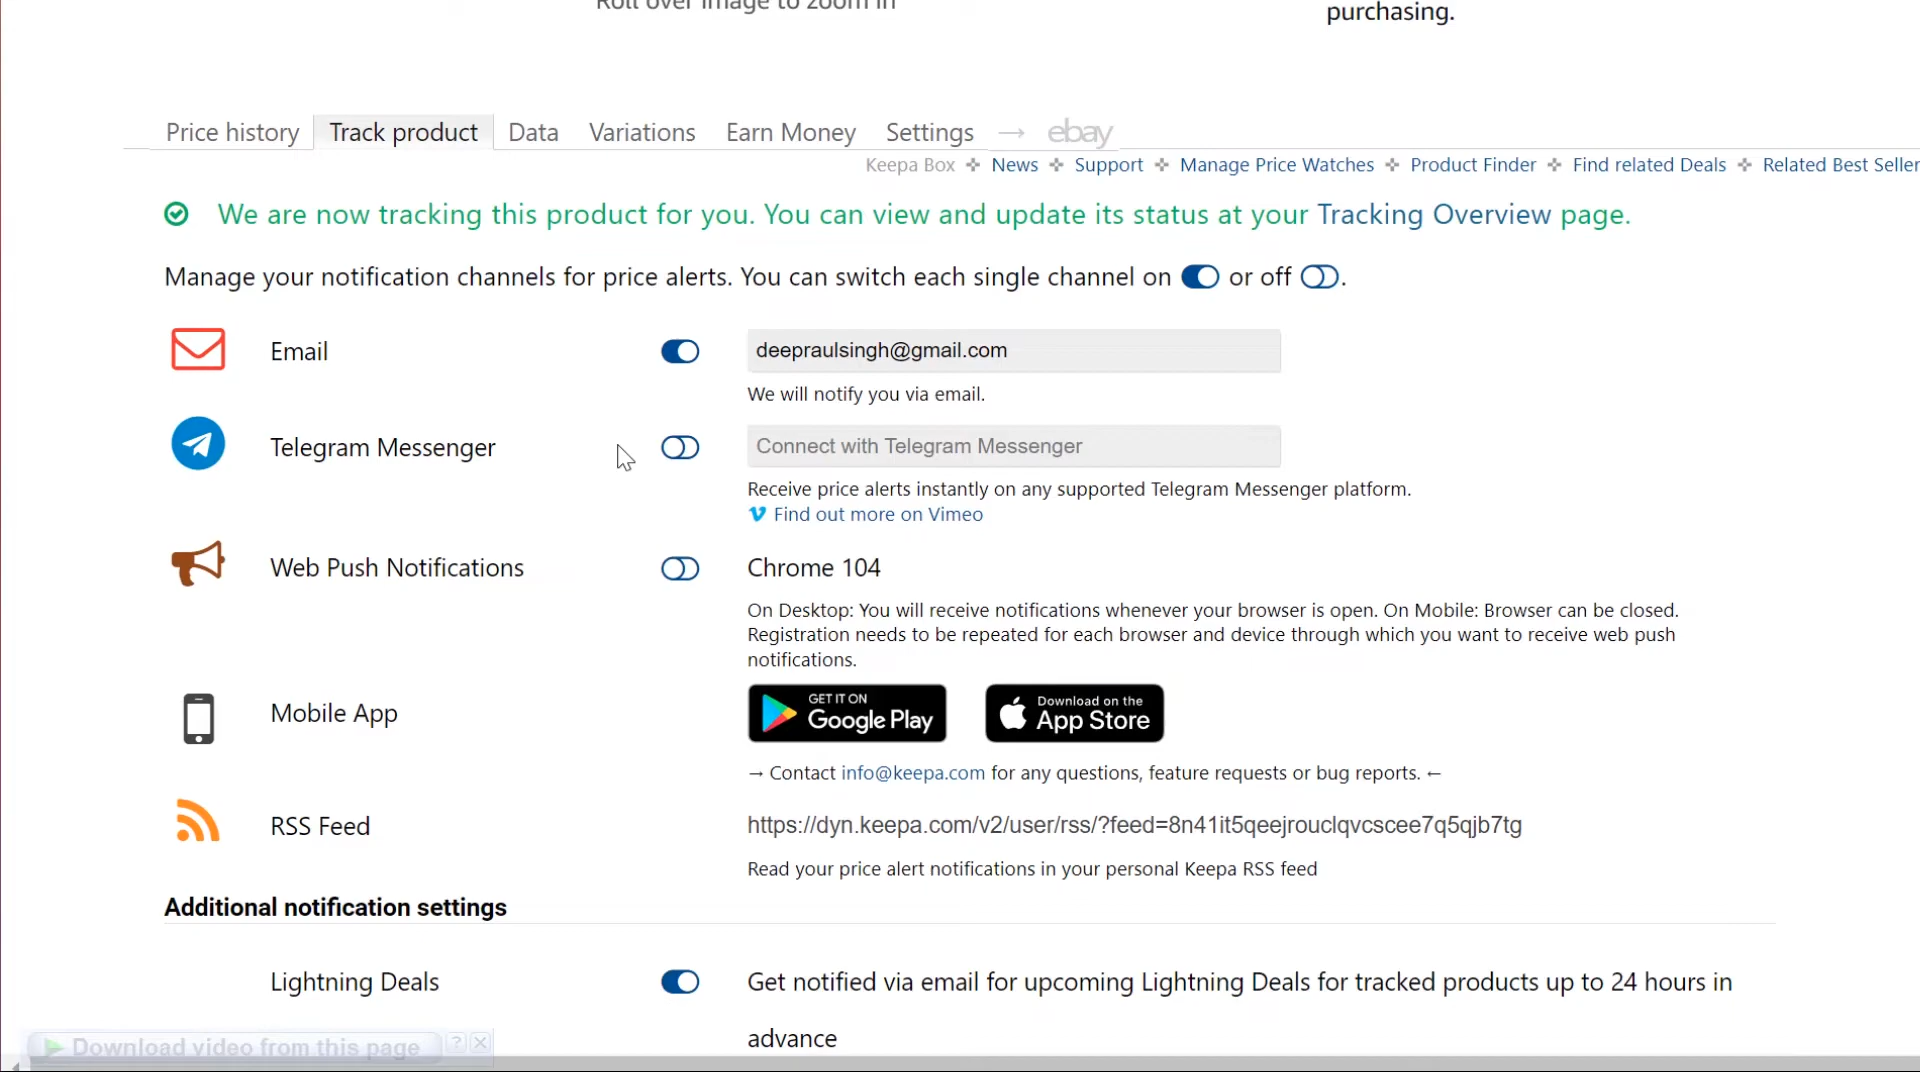 Roll over image to zoom in
purchasing.
Price history Track product Data Variations Earn Money Settings → ebay
Keepa Box ✤ News ✤ Support ✤ Manage Price Watches ✤ Product Finder ✤ Find related Deals ✤ Related Best Seller
We are now tracking this product for you. You can view and update its status at your Tracking Overview page.
Manage your notification channels for price alerts. You can switch each single channel on or off .
Email
deepraulsingh@gmail.com
We will notify you via email.
Telegram Messenger
Connect with Telegram Messenger
Receive price alerts instantly on any supported Telegram Messenger platform.
Find out more on Vimeo
Web Push Notifications
Chrome 104
On Desktop: You will receive notifications whenever your browser is open. On Mobile: Browser can be closed.
Registration needs to be repeated for each browser and device through which you want to receive web push
notifications.
Mobile App
GET IT ON
Google Play
Download on the
App Store
→ Contact info@keepa.com for any questions, feature requests or bug reports. ←
RSS Feed
https://dyn.keepa.com/v2/user/rss/?feed=8n41it5qeejrouclqvcscee7q5qjb7tg
Read your price alert notifications in your personal Keepa RSS feed
Additional notification settings
Lightning Deals
Get notified via email for upcoming Lightning Deals for tracked products up to 24 hours in
advance
Download video from this page ?